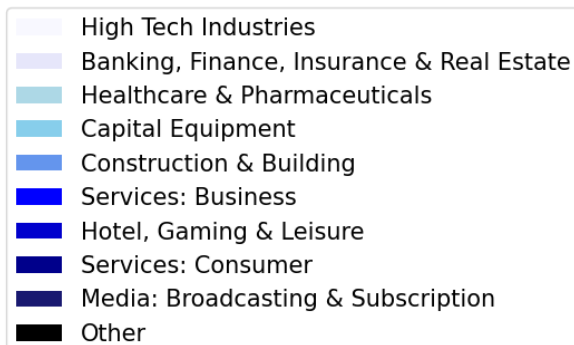 High Tech Industries
Banking, Finance, Insurance & Real Estate
Healthcare & Pharmaceuticals
Capital Equipment
Construction & Building
Services: Business
Hotel, Gaming & Leisure
Services: Consumer
Media: Broadcasting & Subscription
Other